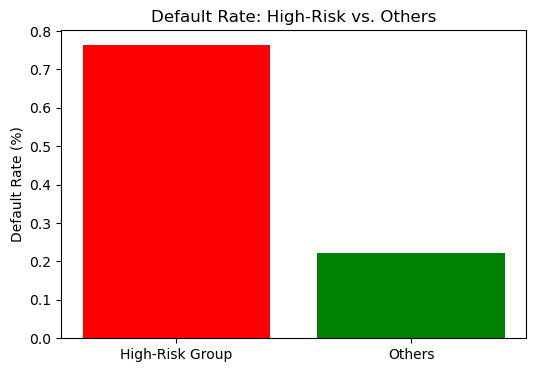 Default Rate: High-Risk vs. Others
Default Rate (%)
0.8
0.7
0.6
0.5
0.4
0.3
0.2
0.1
0.0
High-Risk Group
Others